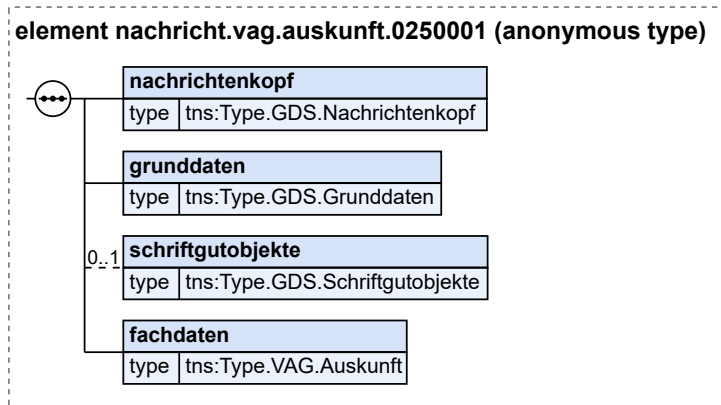 element nachricht.vag.auskunft.0250001 (anonymous type)
nachrichtenkopf
type tns:Type.GDS.Nachrichtenkopf
grunddaten
type tns:Type.GDS.Grunddaten
0..1 schriftgutobjekte
type tns:Type.GDS.Schriftgutobjekte
fachdaten
type tns:Type.VAG.Auskunft